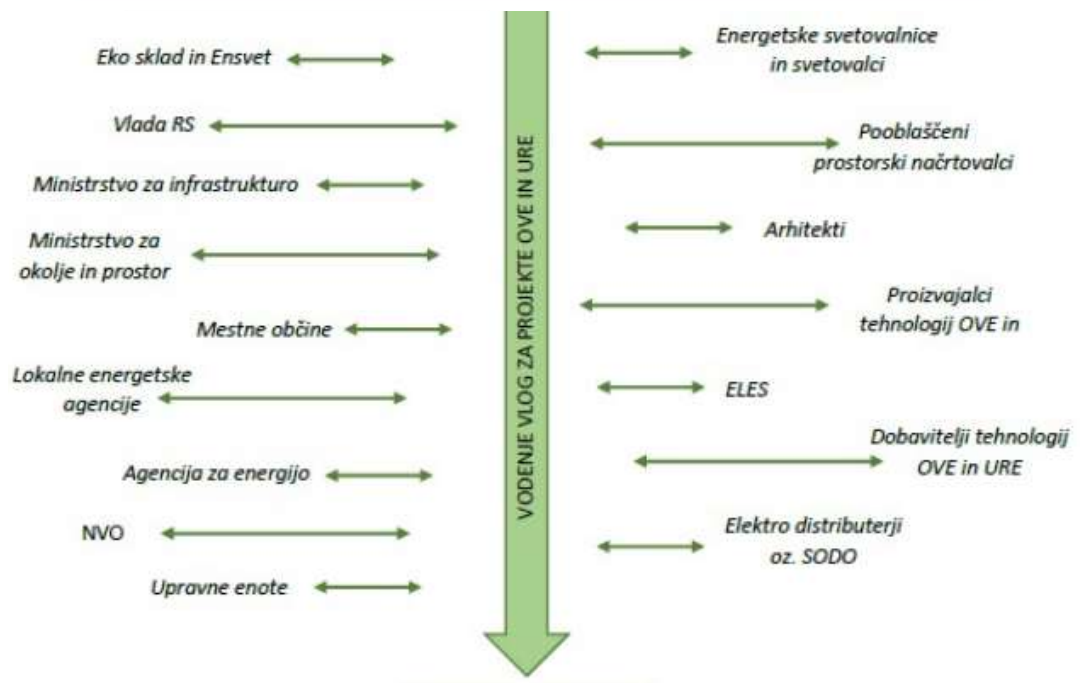 Eko sklad in Ensvet
Vlada RS
Ministrstvo za infrastrukturo
Ministrstvo za
okolje in prostor
Mestne občine
Lokalne energetske
agencije
Agencija za energijo
NVO
Upravne enote
VODENJE VLOG ZA PROJEKTE OVE IN URE
Energetske svetovalnice
in svetovalci
Pooblaščeni
prostorski načrtovalci
Arhitekti
Proizvajalci
tehnologij OVE in
ELES
Dobavitelji tehnologij
OVE in URE
Elektro distributerji
oz. SODO